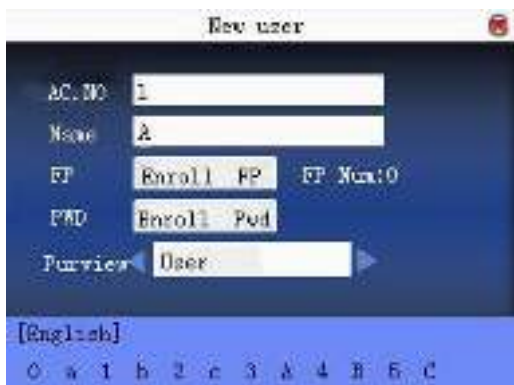 New user
AC.NO 1
Name A
FP Enroll FP FP Num:0
PWD Enroll Pwd
Purview User
[English]
0 a 1 b 2 c 3 A 4 B 5 C